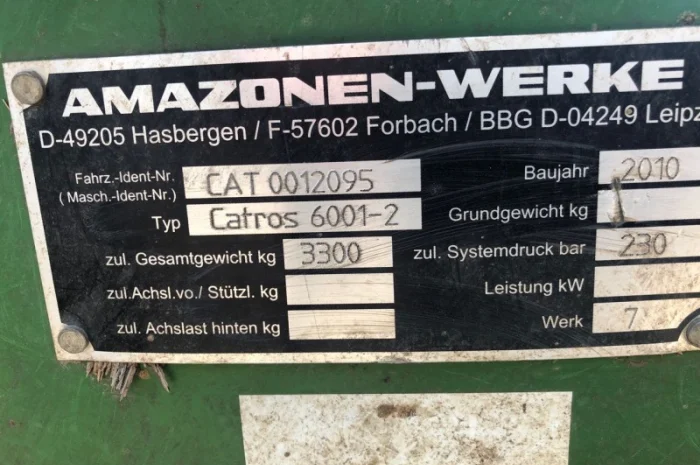 AMAZONEN-WERKE
D-49205 Hasbergen / F-57602 Forbach / BBG D-04249 Leipz
Fahrz.-Ident-Nr. CAT 0012095 Baujahr 2010
( Masch.-Ident-Nr. )
Typ Catros 6001-2 Grundgewicht kg
zul. Gesamtgewicht kg 3300 zul. Systemdruck bar 230
zul.Achsl.vo./ Stützl. kg Leistung kW
zul. Achslast hinten kg Werk 7